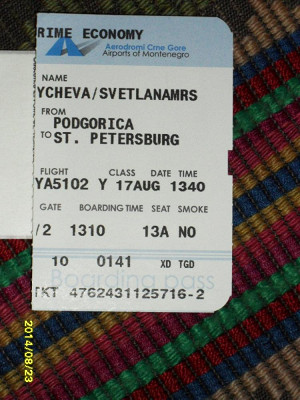 RIME ECONOMY
Aerodromi Crne Gore
Airports of Montenegro
NAME
YCHEVA/SVETLANAMRS
FROM
PODGORICA
TO ST. PETERSBURG
FLIGHT CLASS DATE TIME
YA5102 Y 17AUG 1340
GATE BOARDING TIME SEAT SMOKE
/2 1310 13A NO
10 0141 XD TGD
Boarding pass
TKT 4762431125716-2
2014/08/23